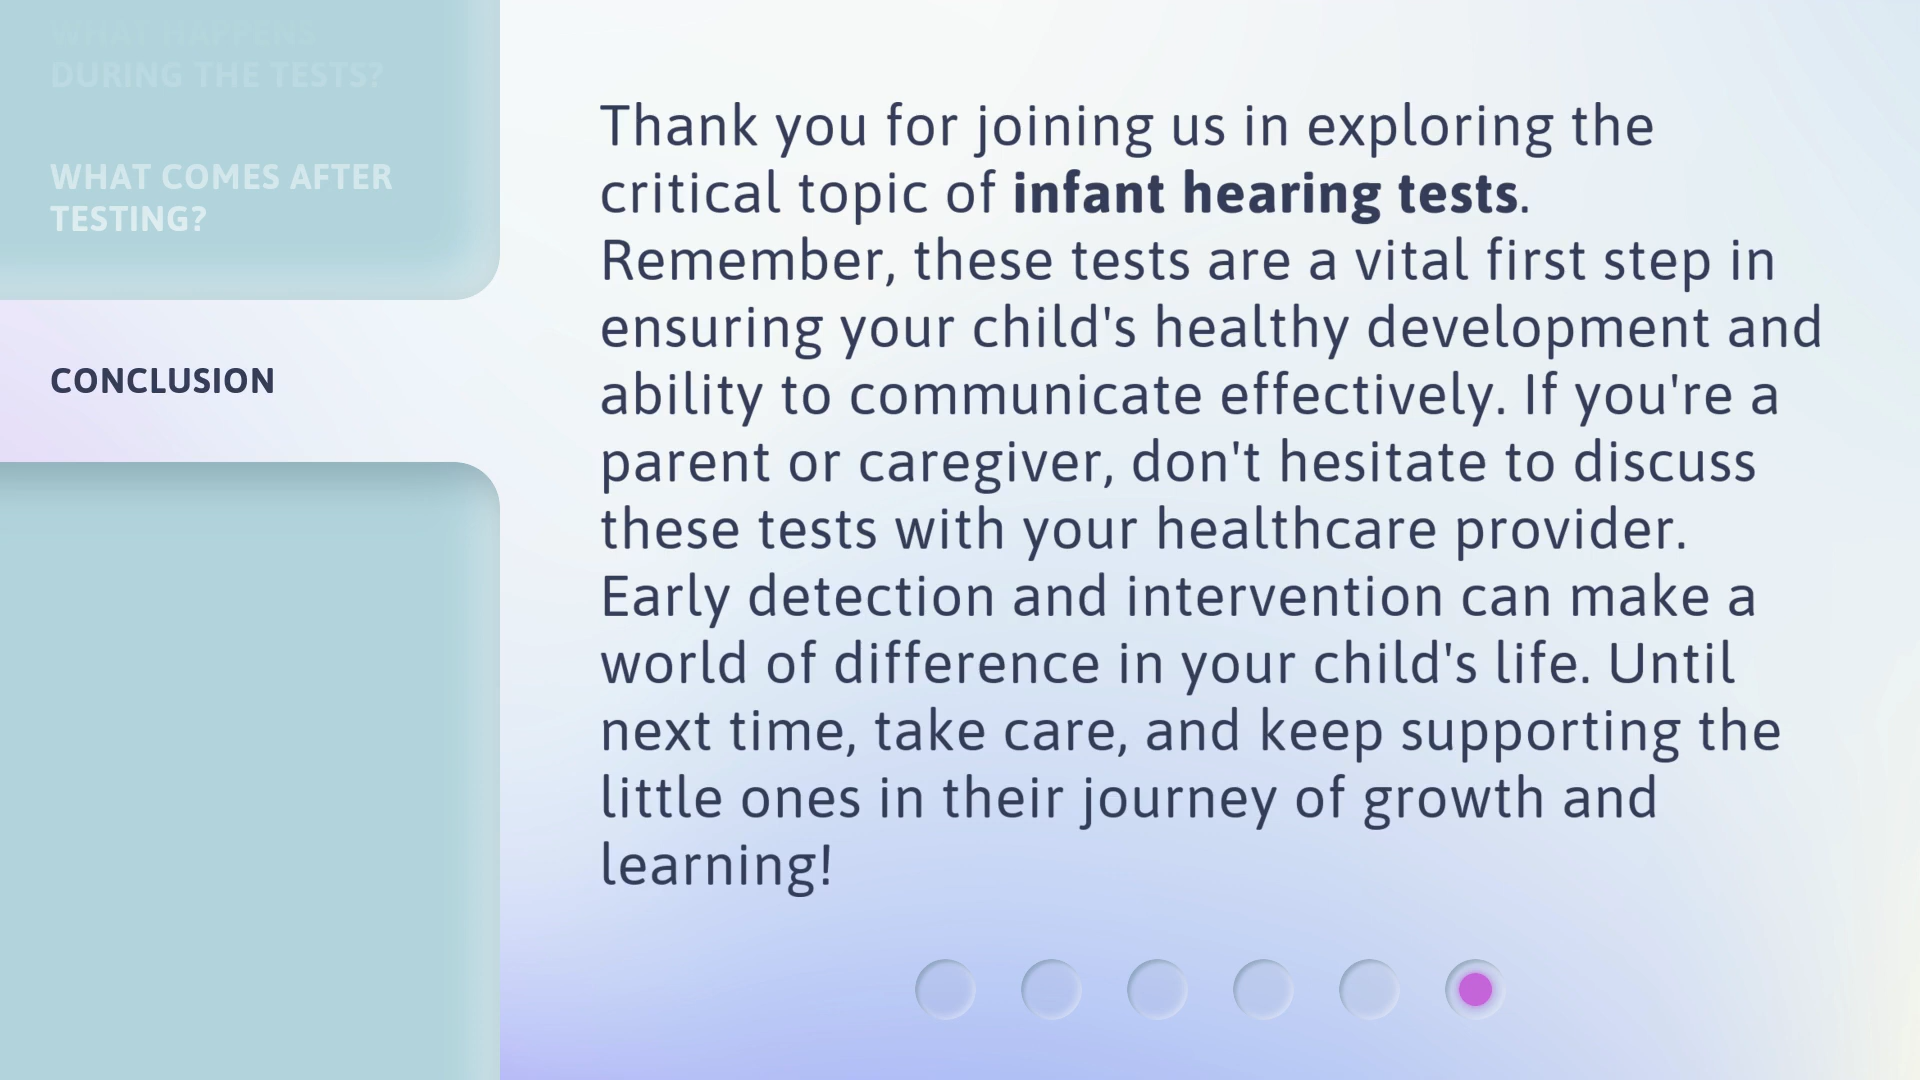 WHAT HAPPENS
DURING THE TESTS?
WHAT COMES AFTER
TESTING?
CONCLUSION
Thank you for joining us in exploring the
critical topic of infant hearing tests.
Remember, these tests are a vital first step in
ensuring your child's healthy development and
ability to communicate effectively. If you're a
parent or caregiver, don't hesitate to discuss
these tests with your healthcare provider.
Early detection and intervention can make a
world of difference in your child's life. Until
next time, take care, and keep supporting the
little ones in their journey of growth and
learning!